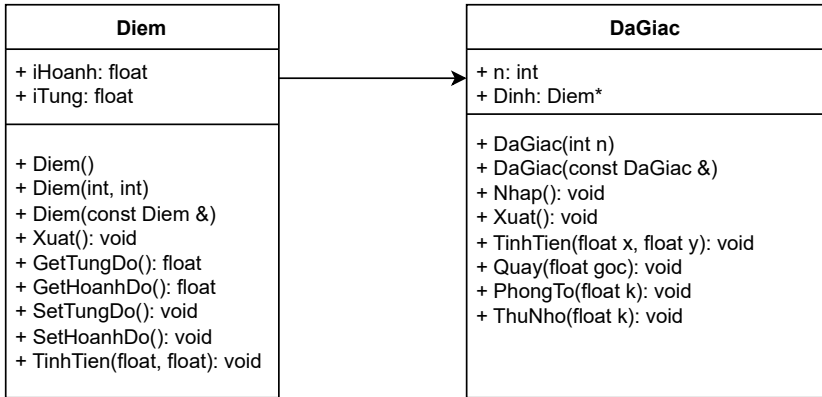 Diem
+ iHoanh: float
+ iTung: float
+ Diem()
+ Diem(int, int)
+ Diem(const Diem &)
+ Xuat(): void
+ GetTungDo(): float
+ GetHoanhDo(): float
+ SetTungDo(): void
+ SetHoanhDo(): void
+ TinhTien(float, float): void
DaGiac
+ n: int
+ Dinh: Diem*
+ DaGiac(int n)
+ DaGiac(const DaGiac &)
+ Nhap(): void
+ Xuat(): void
+ TinhTien(float x, float y): void
+ Quay(float goc): void
+ PhongTo(float k): void
+ ThuNho(float k): void